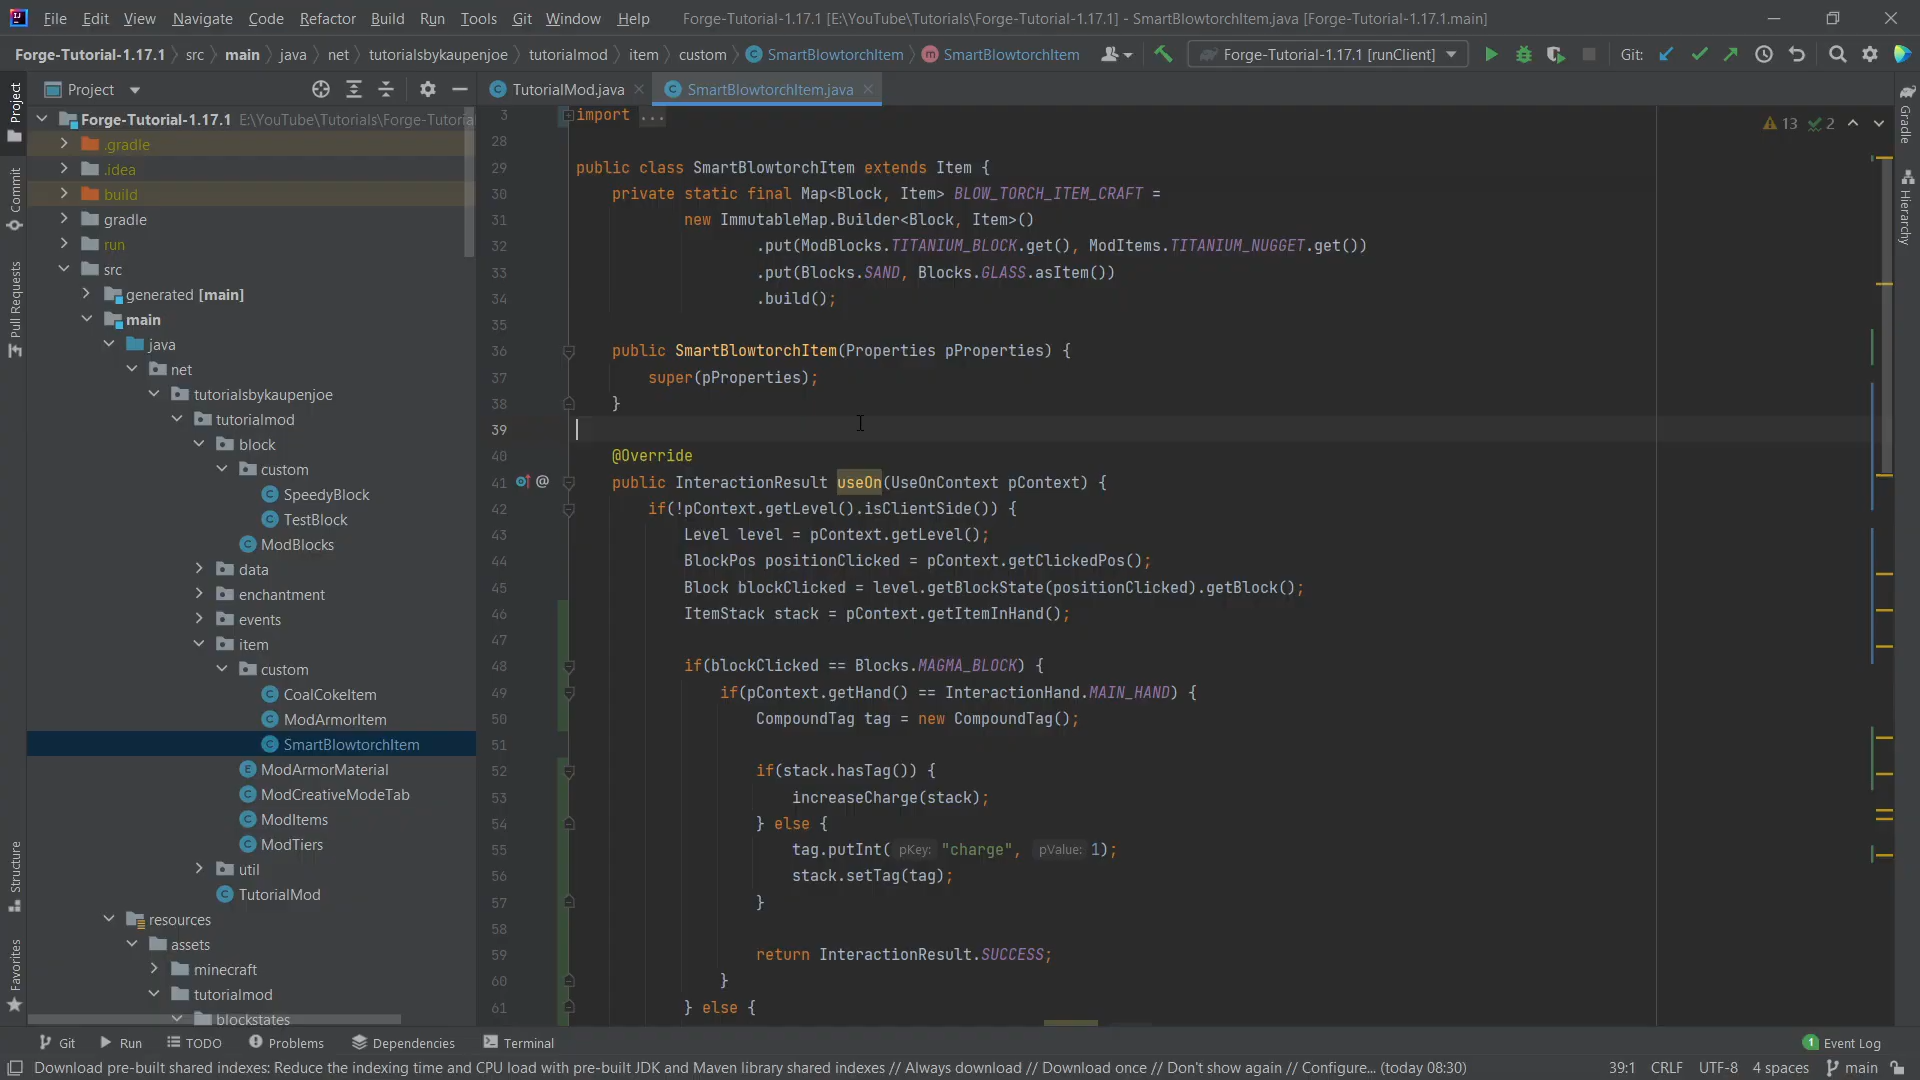 File Edit View Navigate Code Refactor Build Run Tools Git Window Help Forge-Tutorial-1.17.1 [E:\YouTube\Tutorials\Forge-Tutorial-1.17.1] - SmartBlowtorchItem.java [Forge-Tutorial-1.17.1.main]
Forge-Tutorial-1.17.1 src main java net tutorialsbykaupenjoe tutorialmod item custom SmartBlowtorchItem SmartBlowtorchItem Forge-Tutorial-1.17.1 [runClient] Git:
Project
Commit
Pull Requests
Structure
Favorites
Project
Forge-Tutorial-1.17.1 E:\YouTube\Tutorials\Forge-Tutoria
.gradle
.idea
build
gradle
run
src
generated [main]
main
java
net
tutorialsbykaupenjoe
tutorialmod
block
custom
SpeedyBlock
TestBlock
ModBlocks
data
enchantment
events
item
custom
CoalCokeItem
ModArmorItem
SmartBlowtorchItem
ModArmorMaterial
ModCreativeModeTab
ModItems
ModTiers
util
TutorialMod
resources
assets
minecraft
tutorialmod
blockstates
TutorialMod.java SmartBlowtorchItem.java
13 2
3 import ...
28
29 public class SmartBlowtorchItem extends Item {
30 private static final Map<Block, Item> BLOW_TORCH_ITEM_CRAFT =
31 new ImmutableMap.Builder<Block, Item>()
32 .put(ModBlocks.TITANIUM_BLOCK.get(), ModItems.TITANIUM_NUGGET.get())
33 .put(Blocks.SAND, Blocks.GLASS.asItem())
34 .build();
35
36 public SmartBlowtorchItem(Properties pProperties) {
37 super(pProperties);
38 }
39
40 @Override
41 @ public InteractionResult useOn(UseOnContext pContext) {
42 if(!pContext.getLevel().isClientSide()) {
43 Level level = pContext.getLevel();
44 BlockPos positionClicked = pContext.getClickedPos();
45 Block blockClicked = level.getBlockState(positionClicked).getBlock();
46 ItemStack stack = pContext.getItemInHand();
47
48 if(blockClicked == Blocks.MAGMA_BLOCK) {
49 if(pContext.getHand() == InteractionHand.MAIN_HAND) {
50 CompoundTag tag = new CompoundTag();
51
52 if(stack.hasTag()) {
53 increaseCharge(stack);
54 } else {
55 tag.putInt( pKey: "charge", pValue: 1);
56 stack.setTag(tag);
57 }
58
59 return InteractionResult.SUCCESS;
60 }
61 } else {
Gradle
Hierarchy
Git Run TODO Problems Dependencies Terminal 1 Event Log
Download pre-built shared indexes: Reduce the indexing time and CPU load with pre-built JDK and Maven library shared indexes // Always download // Download once // Don't show again // Configure... (today 08:30) 39:1 CRLF UTF-8 4 spaces main